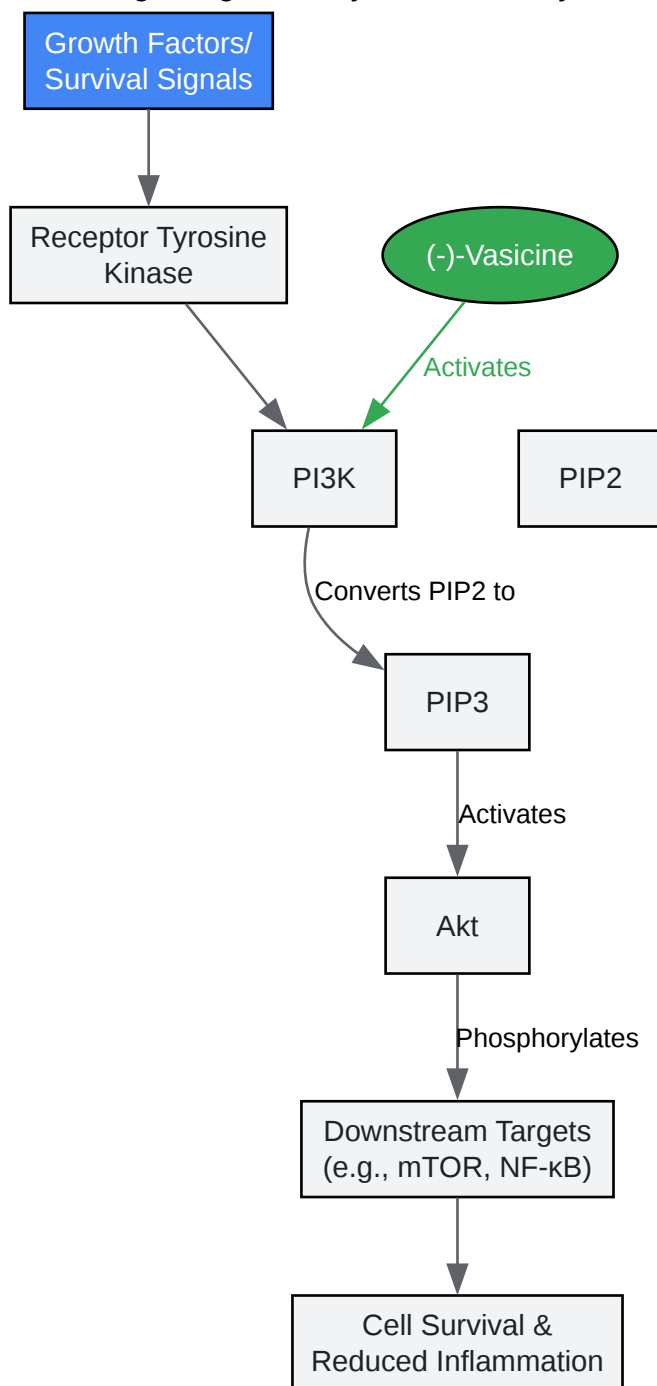 Growth Factors/
Survival Signals
Receptor Tyrosine
Kinase
(-)-Vasicine
Activates
PI3K
PIP2
Converts PIP2 to
PIP3
Activates
Akt
Phosphorylates
Downstream Targets
(e.g., mTOR, NF-κB)
Cell Survival &
Reduced Inflammation